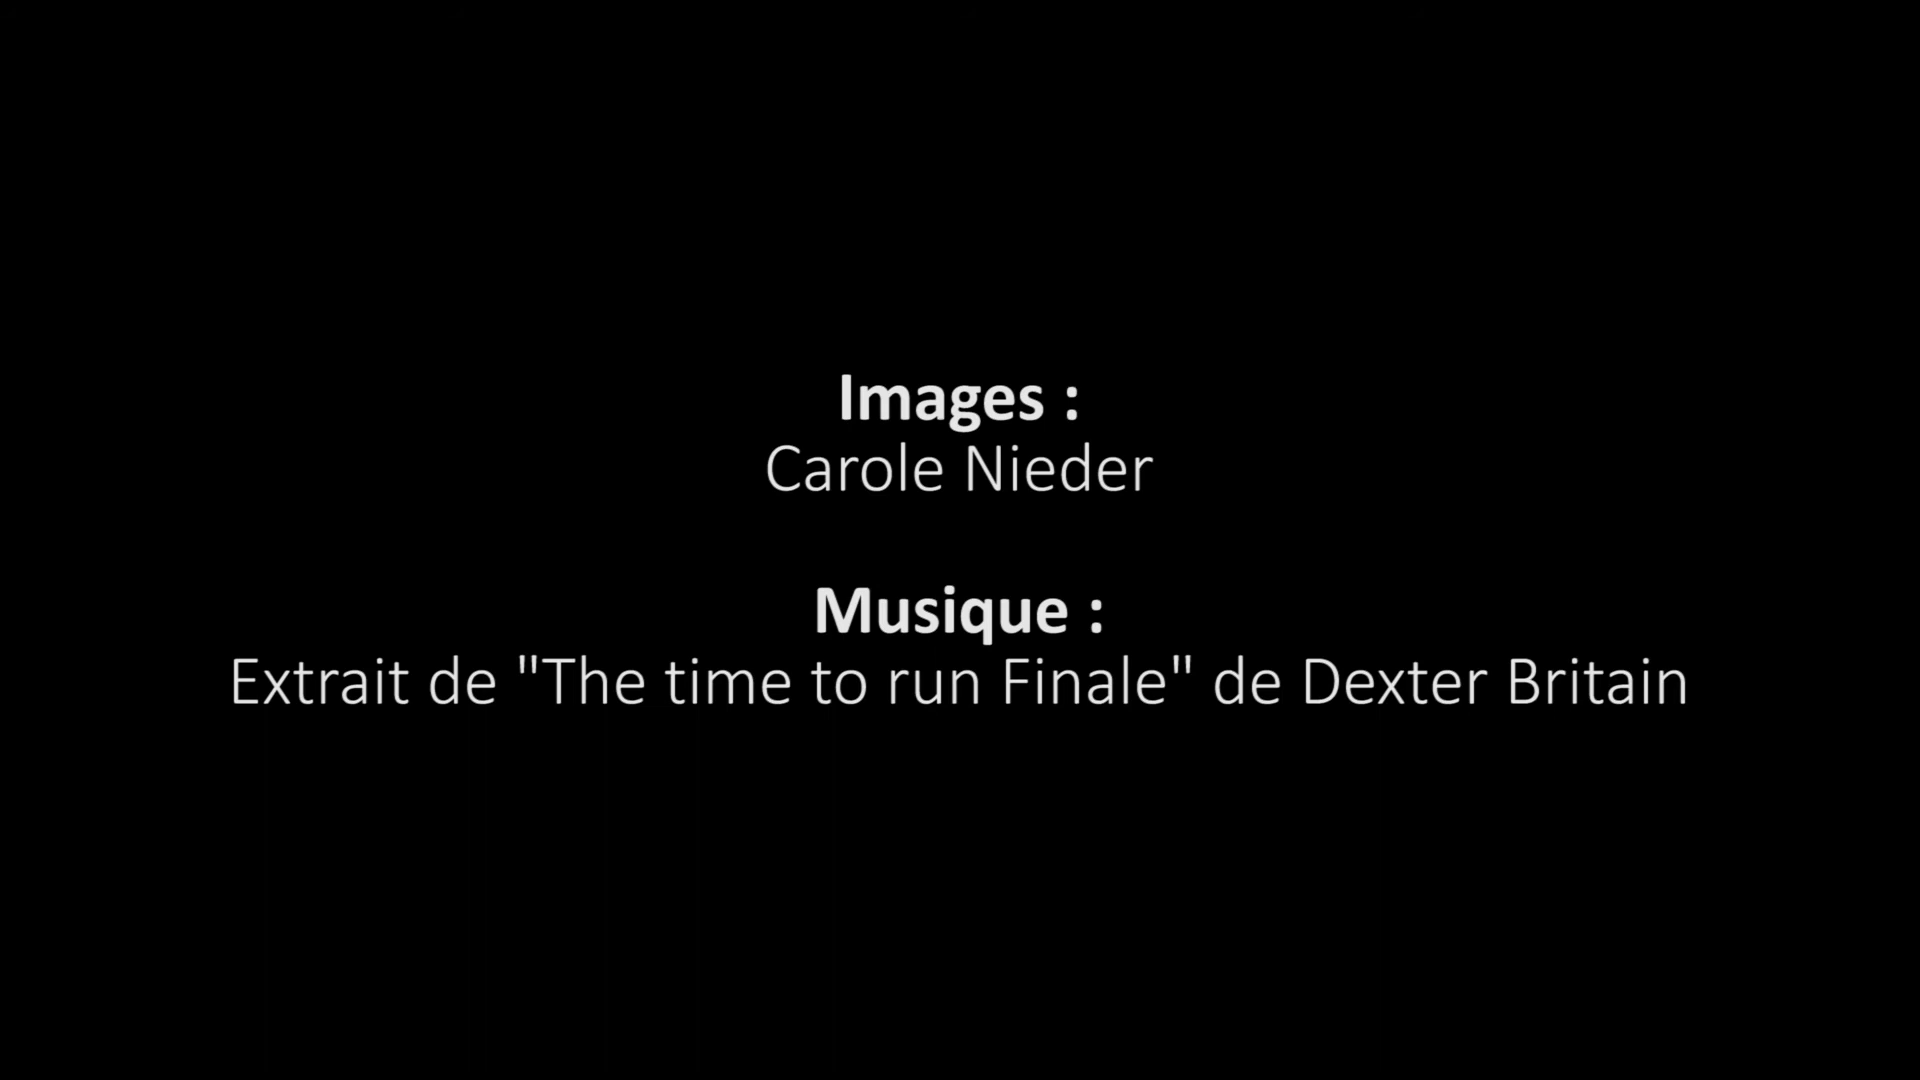 Images :
Carole Nieder
Musique :
Extrait de "The time to run Finale" de Dexter Britain